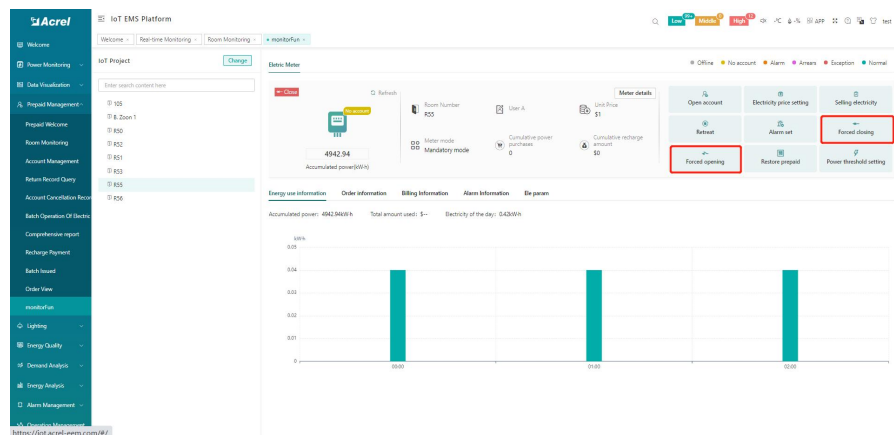 Acrel
IoT EMS Platform
Low
Middle
High
APP
test
Welcome
Real-time Monitoring
Room Monitoring
monitorFun
Welcome
Power Monitoring
Data Visualization
Prepaid Management
Prepaid Welcome
Room Monitoring
Account Management
Return Record Query
Account Cancellation Recor
Batch Operation Of Electric
Comprehensive report
Recharge Payment
Batch Issued
Order View
monitorFun
Lighting
Energy Quality
Demand Analysis
Energy Analysis
Alarm Management
Operation Management
https://iot.acrel-eem.com/#/
IoT Project
Change
Enter search content here
105
B. Zoon 1
R50
R52
R51
R53
R55
R56
Eletric Meter
Offline No account Alarm Arrears Exception Normal
Close
Refresh
Meter details
No account
4942.94
Accumulated power(kW·h)
Room Number
R55
User A
Unit Price
$1
Meter mode
Mandatory mode
Cumulative power
purchases
0
Cumulative recharge
amount
$0
Open account
Electricity price setting
Selling electricity
Retreat
Alarm set
Forced closing
Forced opening
Restore prepaid
Power threshold setting
Energy use information
Order information
Billing Information
Alarm Information
Ele param
Accumulated power: 4942.94kW·h Total amount used: $-- Electricity of the day: 0.42kW·h
kW·h
0.05
0.04
0.03
0.02
0.01
0
00:00
01:00
02:00